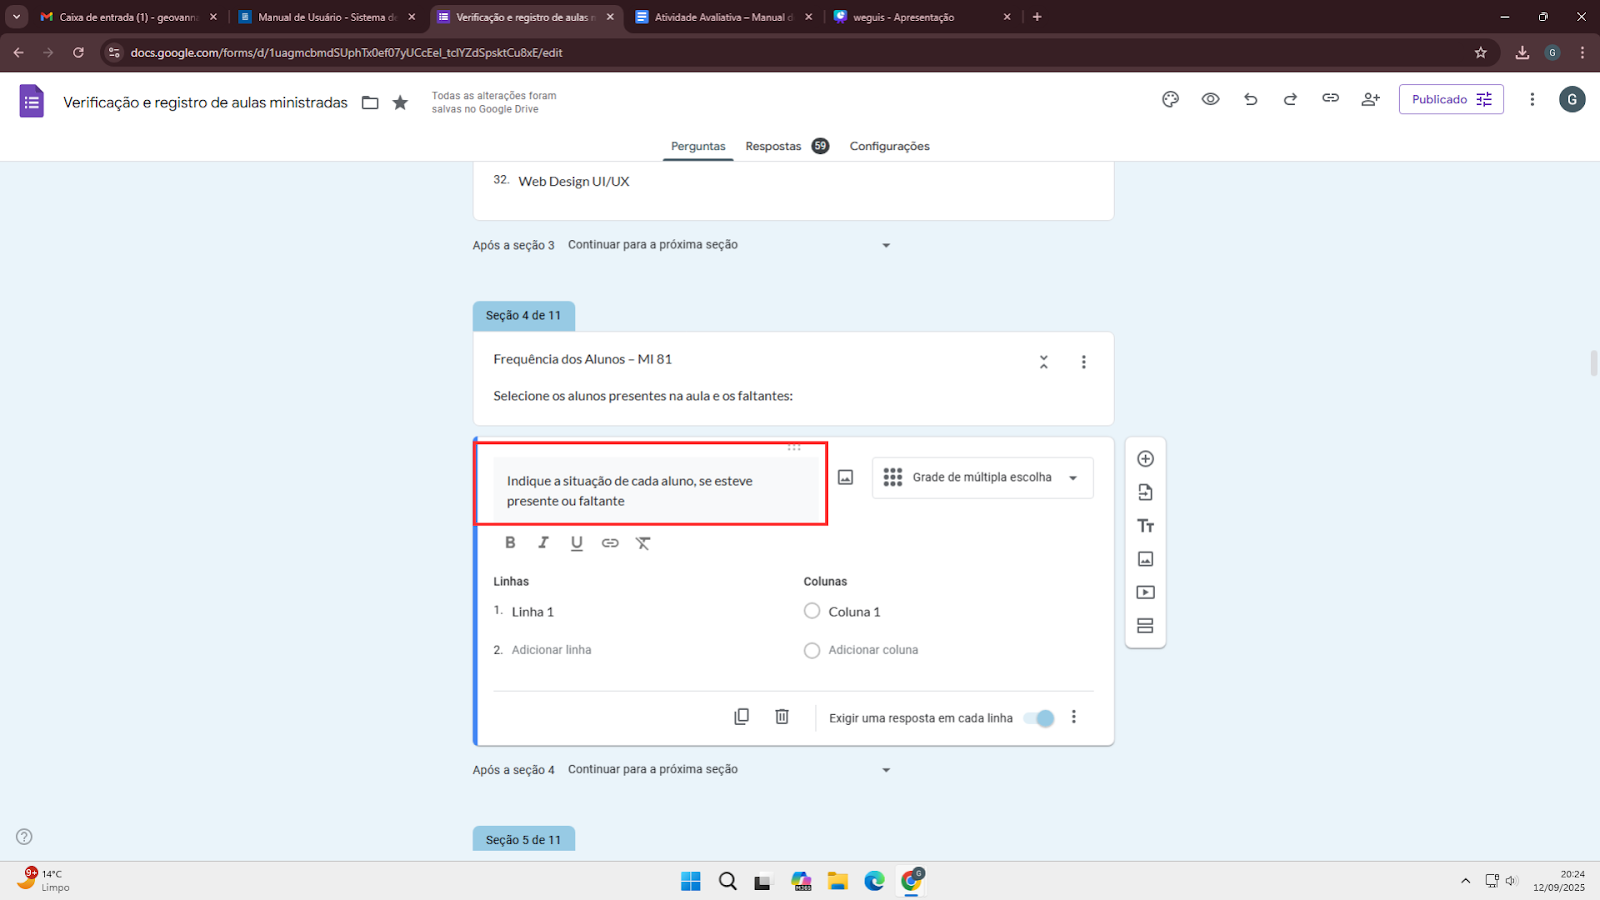 Caixa de entrada (1) - geovanna
Manual de Usuário - Sistema de
Verificação e registro de aulas m
Atividade Avaliativa – Manual d
weguis - Apresentação
docs.google.com/forms/d/1uagmcbmdSUphTx0ef07yUCcEel_tclYZdSpsktCu8xE/edit
G
Verificação e registro de aulas ministradas
Todas as alterações foram
salvas no Google Drive
Publicado
G
Perguntas
Respostas 59
Configurações
32. Web Design UI/UX
Após a seção 3 Continuar para a próxima seção
Seção 4 de 11
Frequência dos Alunos – MI 81
Selecione os alunos presentes na aula e os faltantes:
Indique a situação de cada aluno, se esteve
presente ou faltante
Grade de múltipla escolha
B I U
Tт
Linhas
Colunas
1. Linha 1
Coluna 1
2. Adicionar linha
Adicionar coluna
Exigir uma resposta em cada linha
Após a seção 4 Continuar para a próxima seção
Seção 5 de 11
9+
14°C
Limpo
M365
G
20:24
12/09/2025